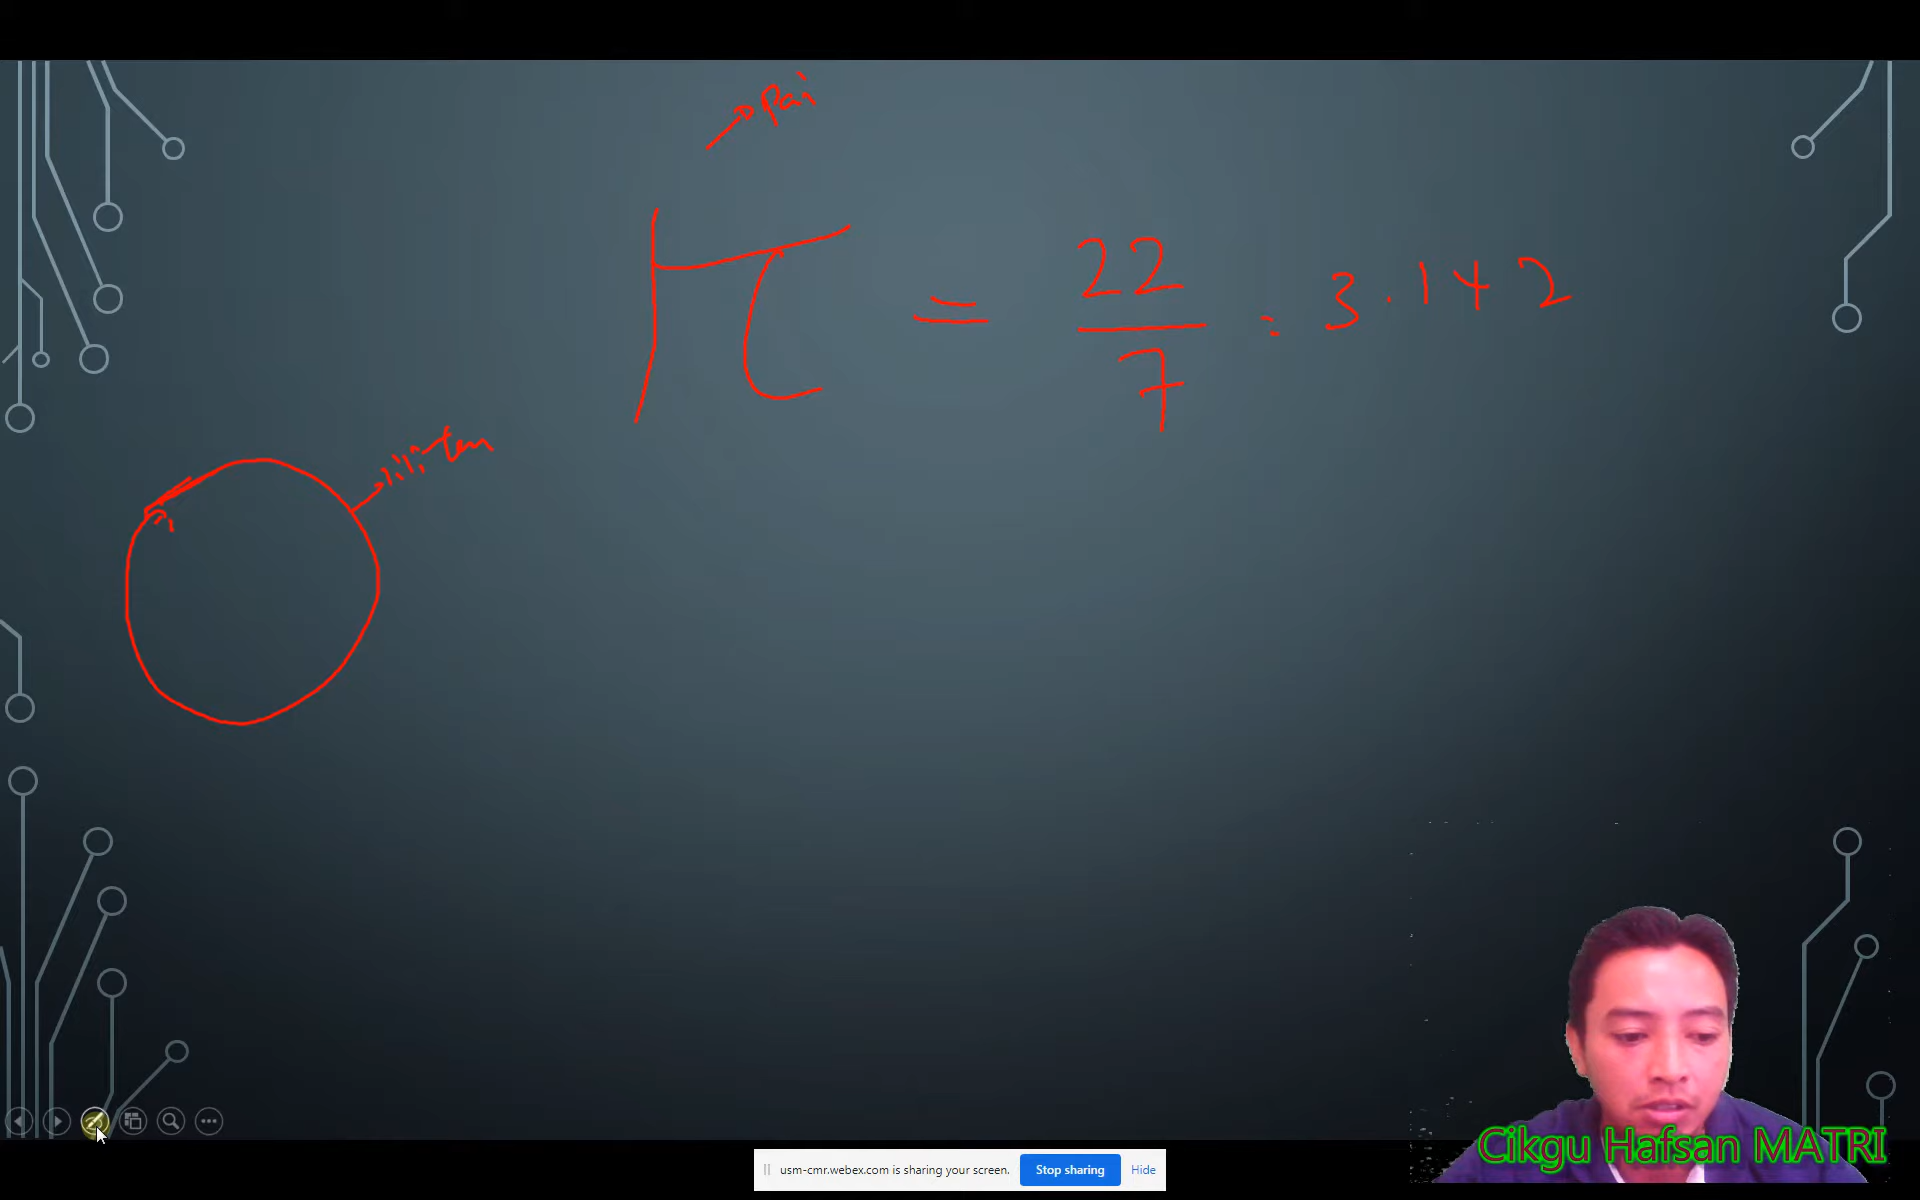 Pai
π = 22/7 = 3.142
lilitan
Cikgu Hafsan MATRI
usm-cmr.webex.com is sharing your screen.
Stop sharing
Hide